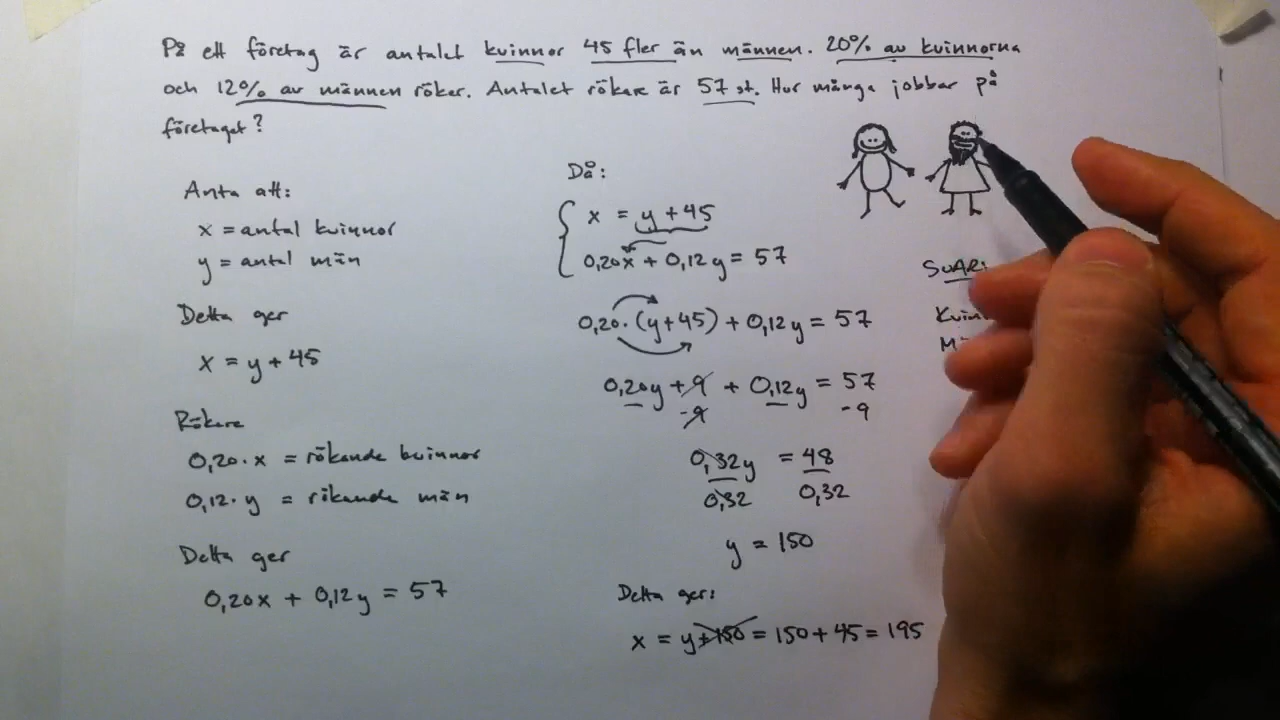 På ett företag är antalet kvinnor 45 fler än männen. 20% av kvinnorna
och 12% av männen röker. Antalet rökare är 57 st. Hur många jobbar på
företaget?
Anta att:
x = antal kvinnor
y = antal män
Detta ger
x = y + 45
Rökare
0,20·x = rökande kvinnor
0,12·y = rökande män
Detta ger
0,20x + 0,12y = 57
Då:
x = y + 45
0,20x + 0,12y = 57
0,20·(y+45) + 0,12y = 57
0,20y + 9 + 0,12y = 57
-9 -9
0,32y = 48
0,32 0,32
y = 150
Detta ger:
x = y+150 = 150 + 45 = 195
SVAR: